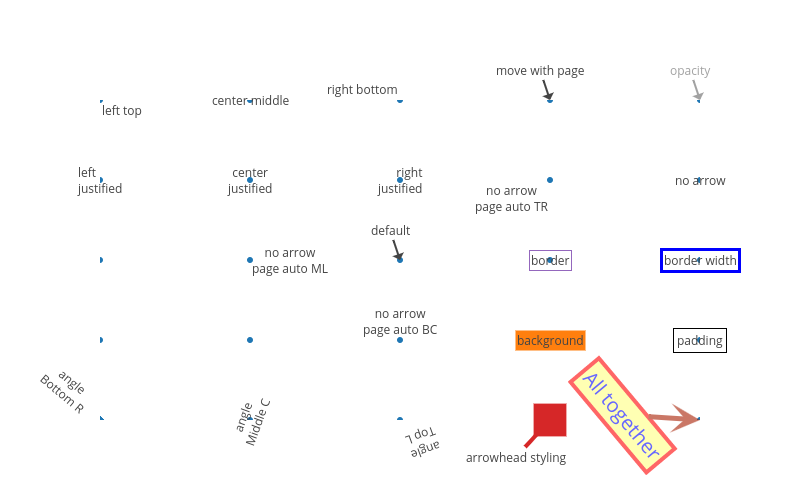 move with page
opacity
right bottom
center-middle
left top
left
justified
center
justified
right
justified
no arrow
page auto TR
no arrow
default
no arrow
page auto ML
border
border width
no arrow
page auto BC
background
padding
angle
Bottom R
angle
Middle C
angle
Top L
All together
arrowhead styling